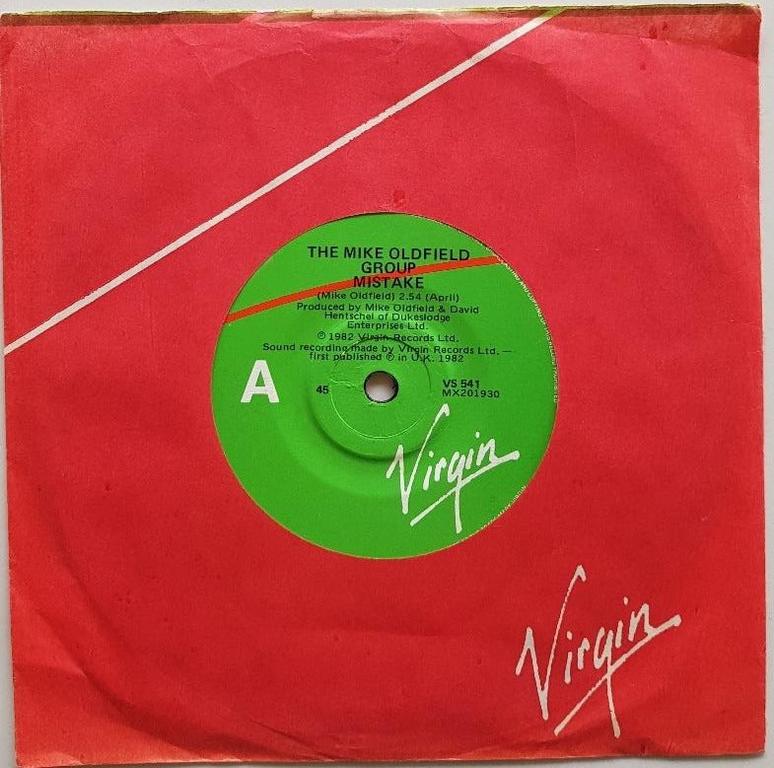 THE MIKE OLDFIELD
GROUP
MISTAKE
(Mike Oldfield) 2.54 (April)
Produced by Mike Oldfield & David
Hentschel of Dukeslodge
Enterprises Ltd.
℗ 1982 Virgin Records Ltd.
Sound recording made by Virgin Records Ltd. —
first published ℗ in U.K. 1982
A
45
VS 541
MX201930
Virgin
Virgin